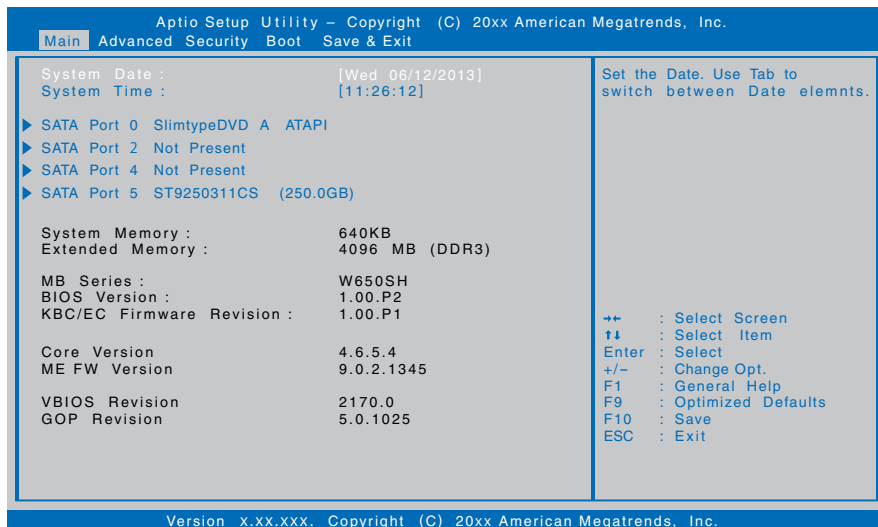 Aptio Setup Utility – Copyright (C) 20xx American Megatrends, Inc.
Main Advanced Security Boot Save & Exit
System Date : [Wed 06/12/2013]
System Time : [11:26:12]
SATA Port 0 SlimtypeDVD A ATAPI
SATA Port 2 Not Present
SATA Port 4 Not Present
SATA Port 5 ST9250311CS (250.0GB)
System Memory : 640KB
Extended Memory : 4096 MB (DDR3)
MB Series : W650SH
BIOS Version : 1.00.P2
KBC/EC Firmware Revision : 1.00.P1
Core Version 4.6.5.4
ME FW Version 9.0.2.1345
VBIOS Revision 2170.0
GOP Revision 5.0.1025
Set the Date. Use Tab to
switch between Date elemnts.
→← : Select Screen
↑↓ : Select Item
Enter : Select
+/– : Change Opt.
F1 : General Help
F9 : Optimized Defaults
F10 : Save
ESC : Exit
Version x.xx.xxx. Copyright (C) 20xx American Megatrends, Inc.